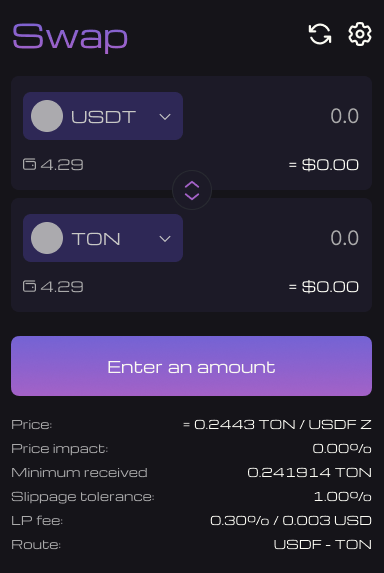 Swap
USDT 0.0
4.29 = $0.00
TON 0.0
4.29 = $0.00
Enter an amount
Price: = 0.2443 TON / USDF Z
Price impact: 0.00%
Minimum received 0.241914 TON
Slippage tolerance: 1.00%
LP fee: 0.30% / 0.003 USD
Route: USDF - TON